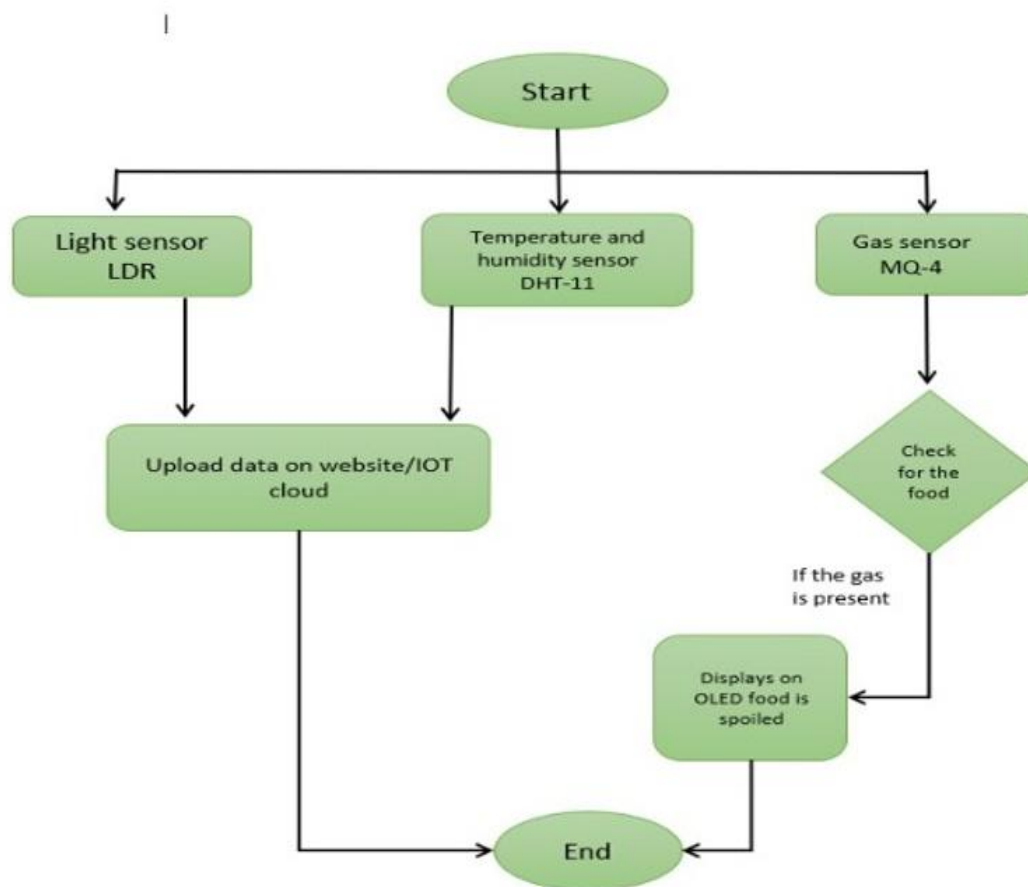 Start
Light sensor
LDR
Temperature and
humidity sensor
DHT-11
Gas sensor
MQ-4
Upload data on website/IOT
cloud
Check
for the
food
If the gas
is present
Displays on
OLED food is
spoiled
End